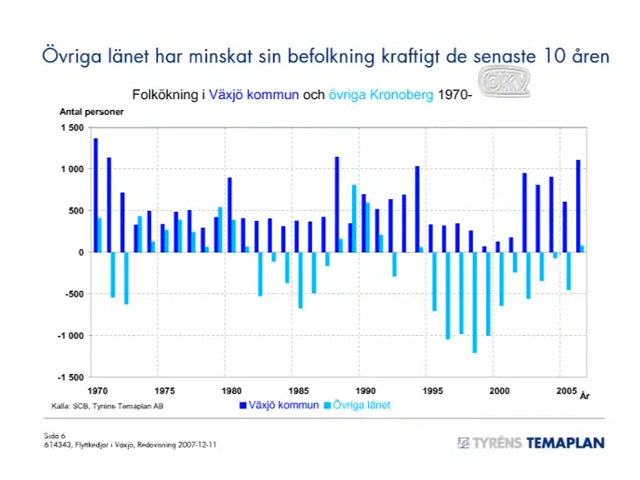 Övriga länet har minskat sin befolkning kraftigt de senaste 10 åren
Folkökning i Växjö kommun och övriga Kronoberg 1970-
OK√
Antal personer
1 500
1 000
500
0
-500
-1 000
-1 500
1970 1975 1980 1985 1990 1995 2000 2005 År
Källa: SCB, Tyréns Temaplan AB
Växjö kommun Övriga länet
Sida 6
614343, Flyttkedjor i Växjö, Redovisning 2007-12-11
TYRÉNS TEMAPLAN